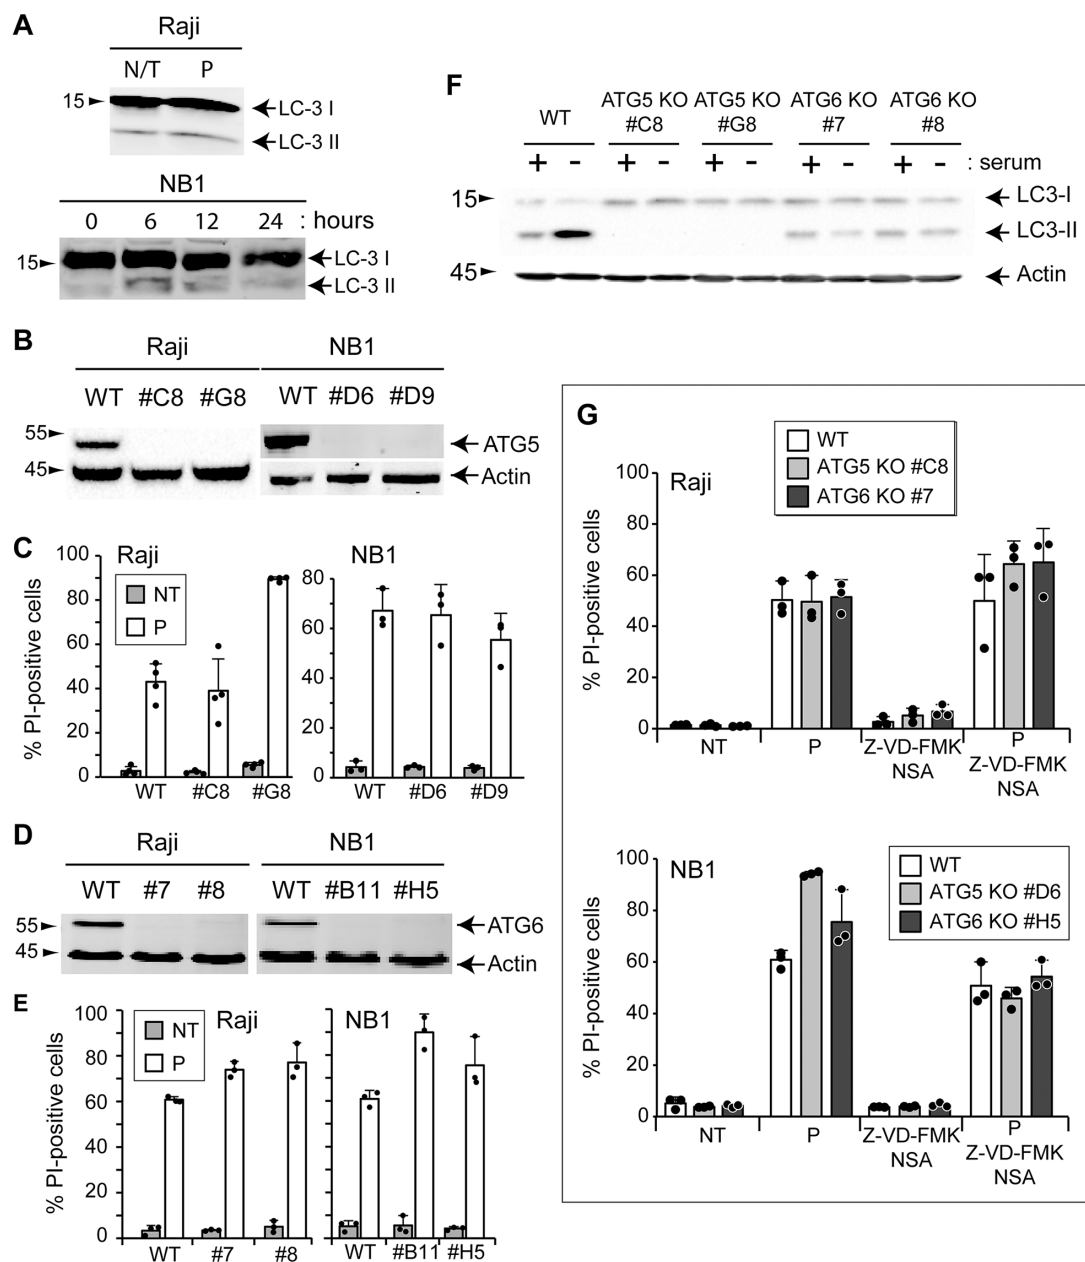 A
Raji
N/T P
15
LC-3 I
LC-3 II
NB1
0 6 12 24 : hours
15
LC-3 I
LC-3 II
B
Raji NB1
WT #C8 #G8 WT #D6 #D9
55
ATG5
45
Actin
C
% PI-positive cells
100
80
60
40
20
0
Raji
NT
P
WT #C8 #G8
NB1
80
60
40
20
0
WT #D6 #D9
D
Raji NB1
WT #7 #8 WT #B11 #H5
55
ATG6
45
Actin
E
% PI-positive cells
100
80
60
40
20
0
NT
P
Raji
WT #7 #8
NB1
WT #B11 #H5
F
WT ATG5 KO #C8 ATG5 KO #G8 ATG6 KO #7 ATG6 KO #8
+ - + - + - + - + - : serum
15
LC3-I
LC3-II
45
Actin
G
WT
ATG5 KO #C8
ATG6 KO #7
Raji
% PI-positive cells
100
80
60
40
20
0
NT P Z-VD-FMK P
NSA Z-VD-FMK
NSA
WT
ATG5 KO #D6
ATG6 KO #H5
NB1
% PI-positive cells
100
80
60
40
20
0
NT P Z-VD-FMK P
NSA Z-VD-FMK
NSA